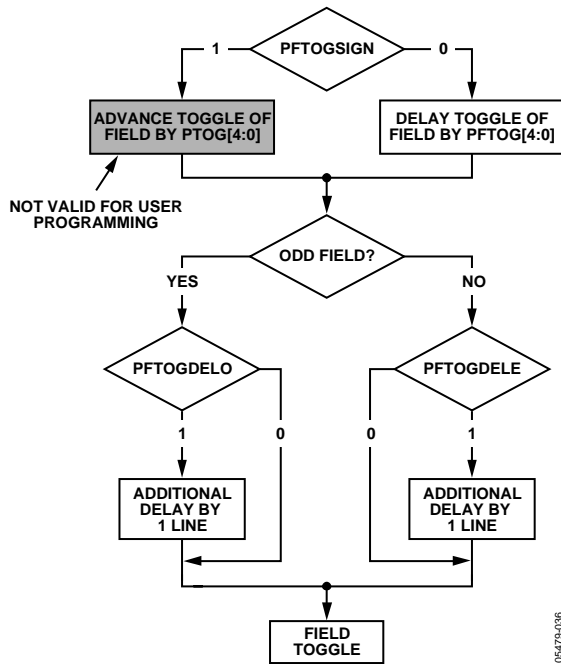 1
PFTOGSIGN
0
ADVANCE TOGGLE OF
FIELD BY PTOG[4:0]
DELAY TOGGLE OF
FIELD BY PFTOG[4:0]
NOT VALID FOR USER
PROGRAMMING
ODD FIELD?
YES
NO
PFTOGDELO
PFTOGDELE
1
0
0
1
ADDITIONAL
DELAY BY
1 LINE
ADDITIONAL
DELAY BY
1 LINE
FIELD
TOGGLE
05479-036